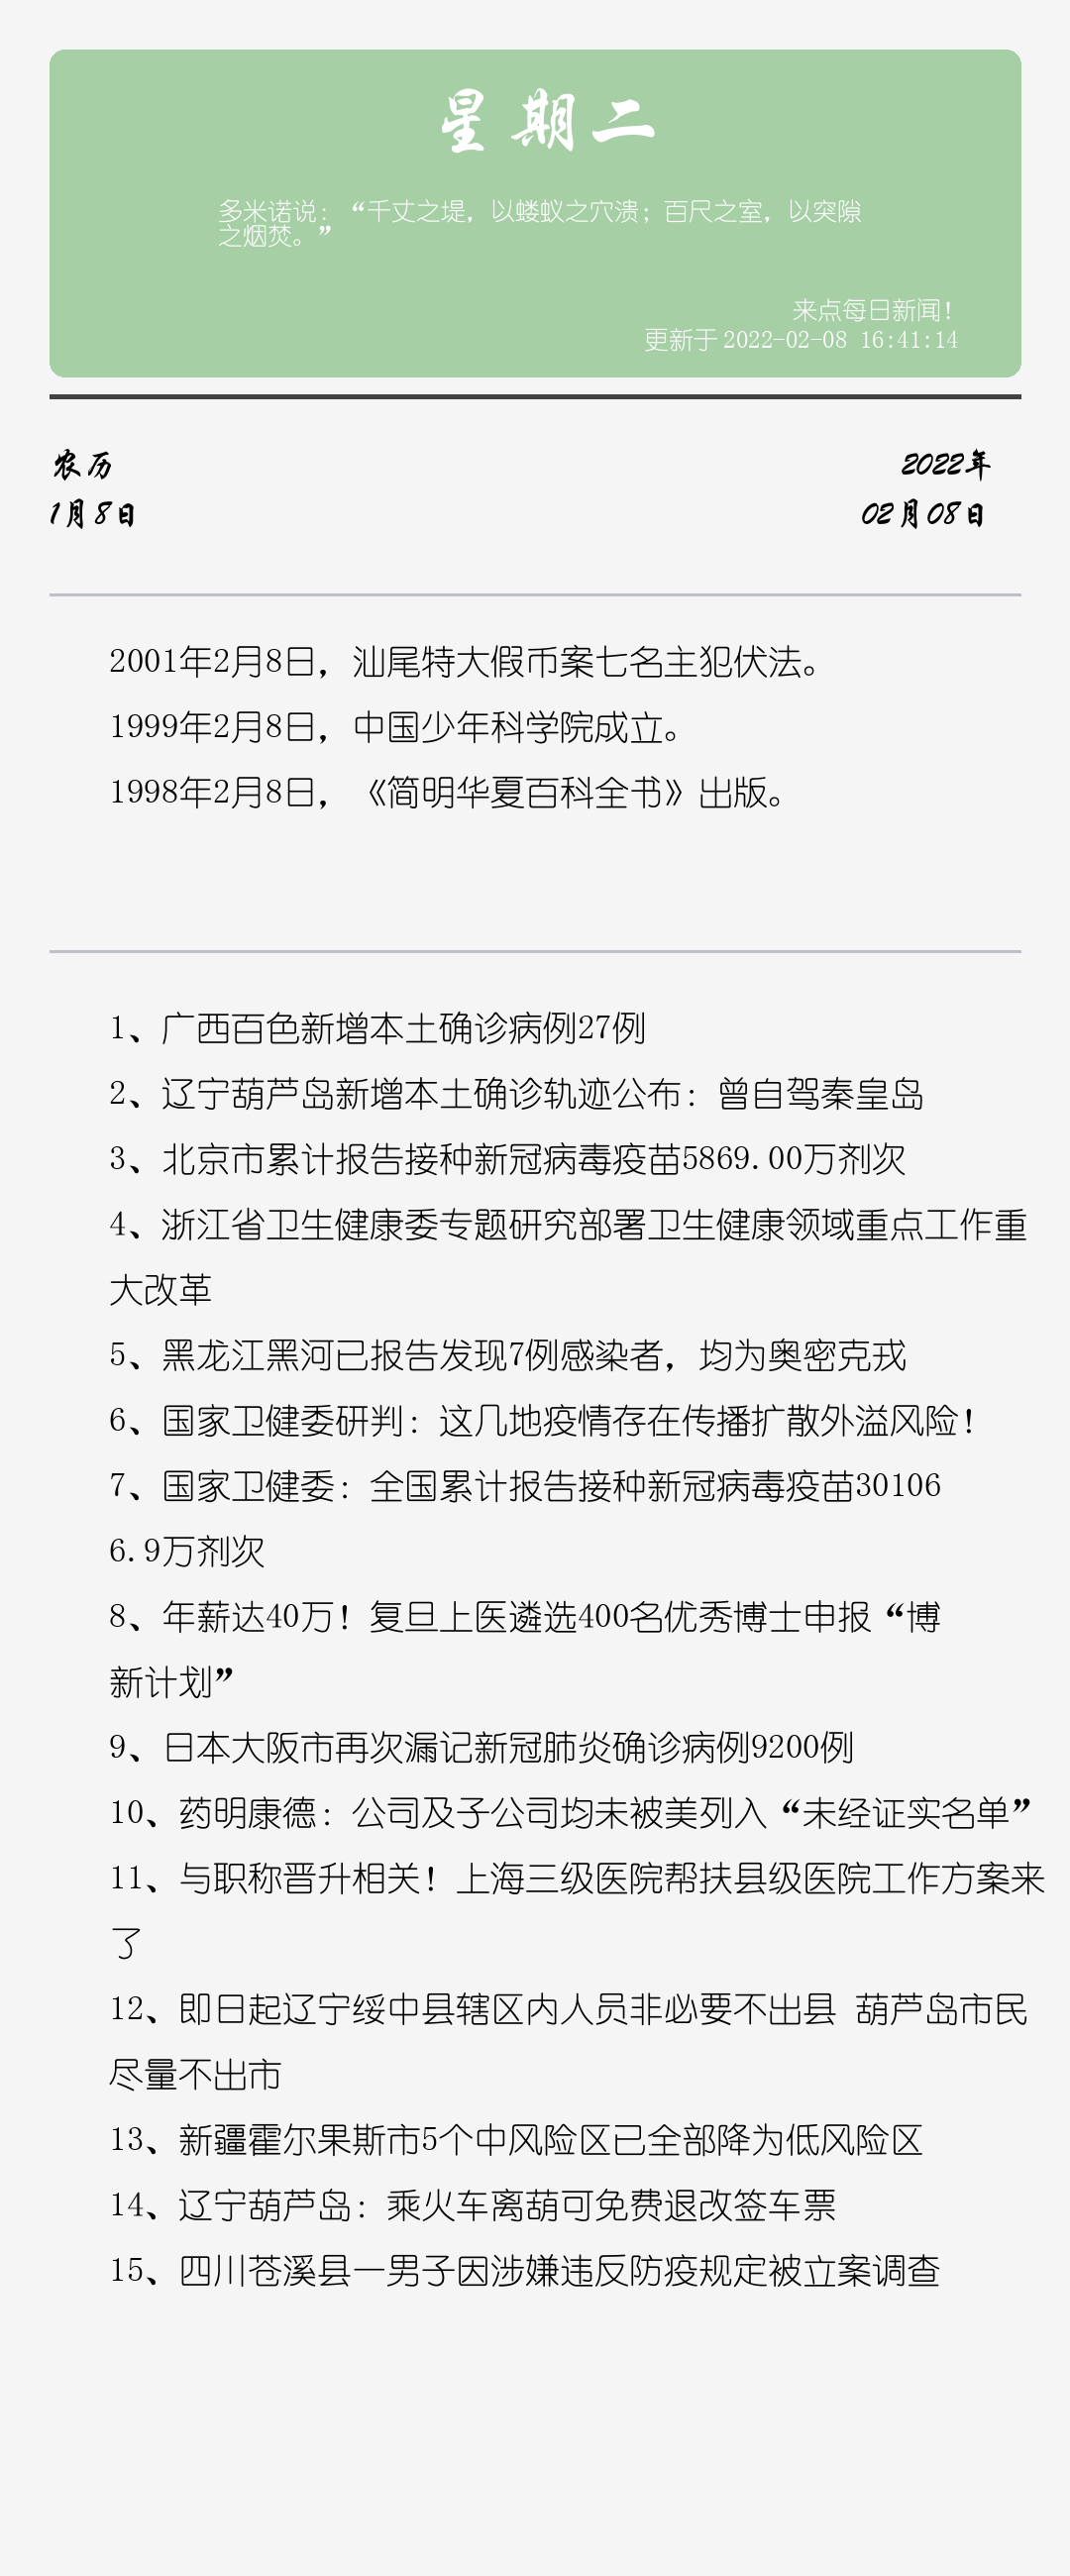 星期二
多米诺说：“千丈之堤，以蝼蚁之穴溃；百尺之室，以突隙
之烟焚。”
来点每日新闻！
更新于 2022-02-08 16:41:14
农历
2022年
1月8日
02月08日
2001年2月8日，汕尾特大假币案七名主犯伏法。
1999年2月8日，中国少年科学院成立。
1998年2月8日，《简明华夏百科全书》出版。
1、广西百色新增本土确诊病例27例
2、辽宁葫芦岛新增本土确诊轨迹公布：曾自驾秦皇岛
3、北京市累计报告接种新冠病毒疫苗5869.00万剂次
4、浙江省卫生健康委专题研究部署卫生健康领域重点工作重
大改革
5、黑龙江黑河已报告发现7例感染者，均为奥密克戎
6、国家卫健委研判：这几地疫情存在传播扩散外溢风险！
7、国家卫健委：全国累计报告接种新冠病毒疫苗30106
6.9万剂次
8、年薪达40万！复旦上医遴选400名优秀博士申报“博
新计划”
9、日本大阪市再次漏记新冠肺炎确诊病例9200例
10、药明康德：公司及子公司均未被美列入“未经证实名单”
11、与职称晋升相关！上海三级医院帮扶县级医院工作方案来
了
12、即日起辽宁绥中县辖区内人员非必要不出县 葫芦岛市民
尽量不出市
13、新疆霍尔果斯市5个中风险区已全部降为低风险区
14、辽宁葫芦岛：乘火车离葫可免费退改签车票
15、四川苍溪县一男子因涉嫌违反防疫规定被立案调查